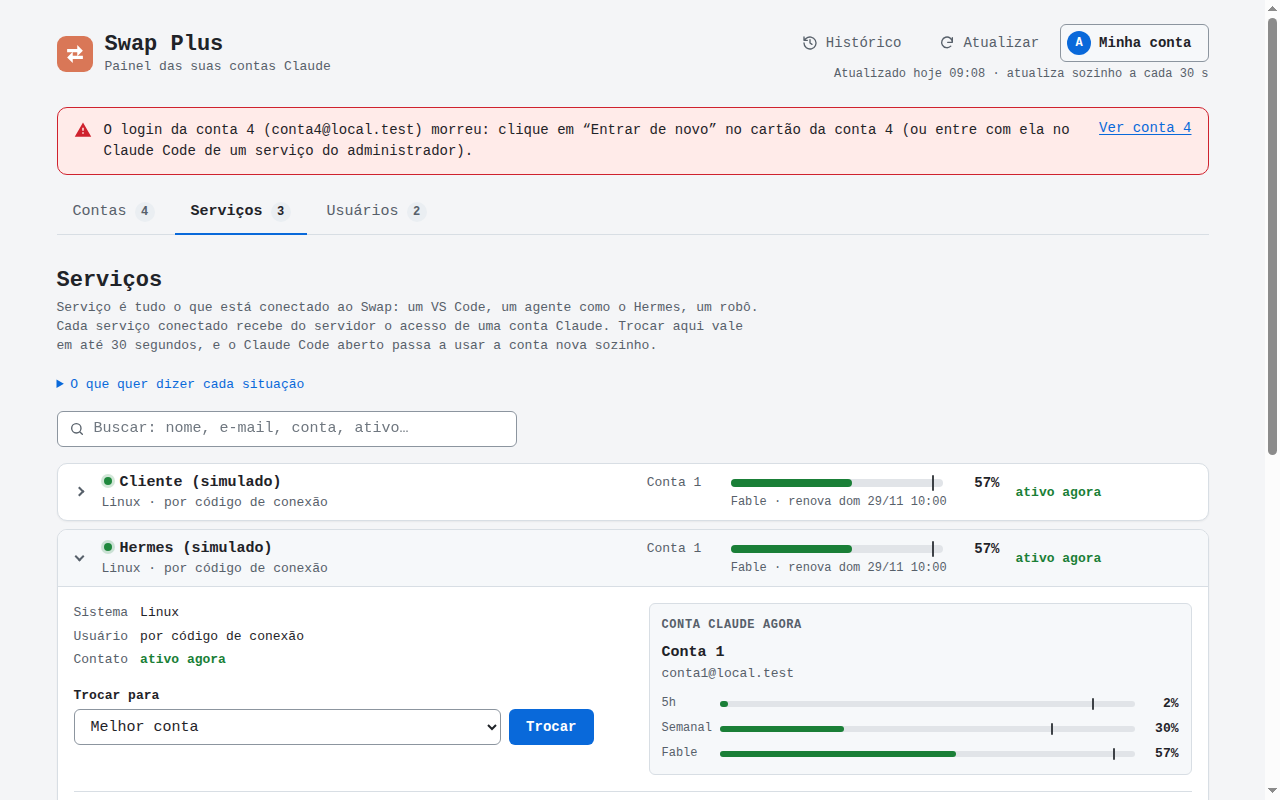 Swap Plus
Painel das suas contas Claude
Histórico
Atualizar
A
Minha conta
Atualizado hoje 09:08 · atualiza sozinho a cada 30 s
O login da conta 4 (conta4@local.test) morreu: clique em “Entrar de novo” no cartão da conta 4 (ou entre com ela no
Claude Code de um serviço do administrador).
Ver conta 4
Contas 4
Serviços 3
Usuários 2
Serviços
Serviço é tudo o que está conectado ao Swap: um VS Code, um agente como o Hermes, um robô.
Cada serviço conectado recebe do servidor o acesso de uma conta Claude. Trocar aqui vale
em até 30 segundos, e o Claude Code aberto passa a usar a conta nova sozinho.
O que quer dizer cada situação
Buscar: nome, e-mail, conta, ativo…
Cliente (simulado)
Linux · por código de conexão
Conta 1
57%
Fable · renova dom 29/11 10:00
ativo agora
Hermes (simulado)
Linux · por código de conexão
Conta 1
57%
Fable · renova dom 29/11 10:00
ativo agora
Sistema Linux
Usuário por código de conexão
Contato ativo agora
Trocar para
Melhor conta
Trocar
CONTA CLAUDE AGORA
Conta 1
conta1@local.test
5h 2%
Semanal 30%
Fable 57%